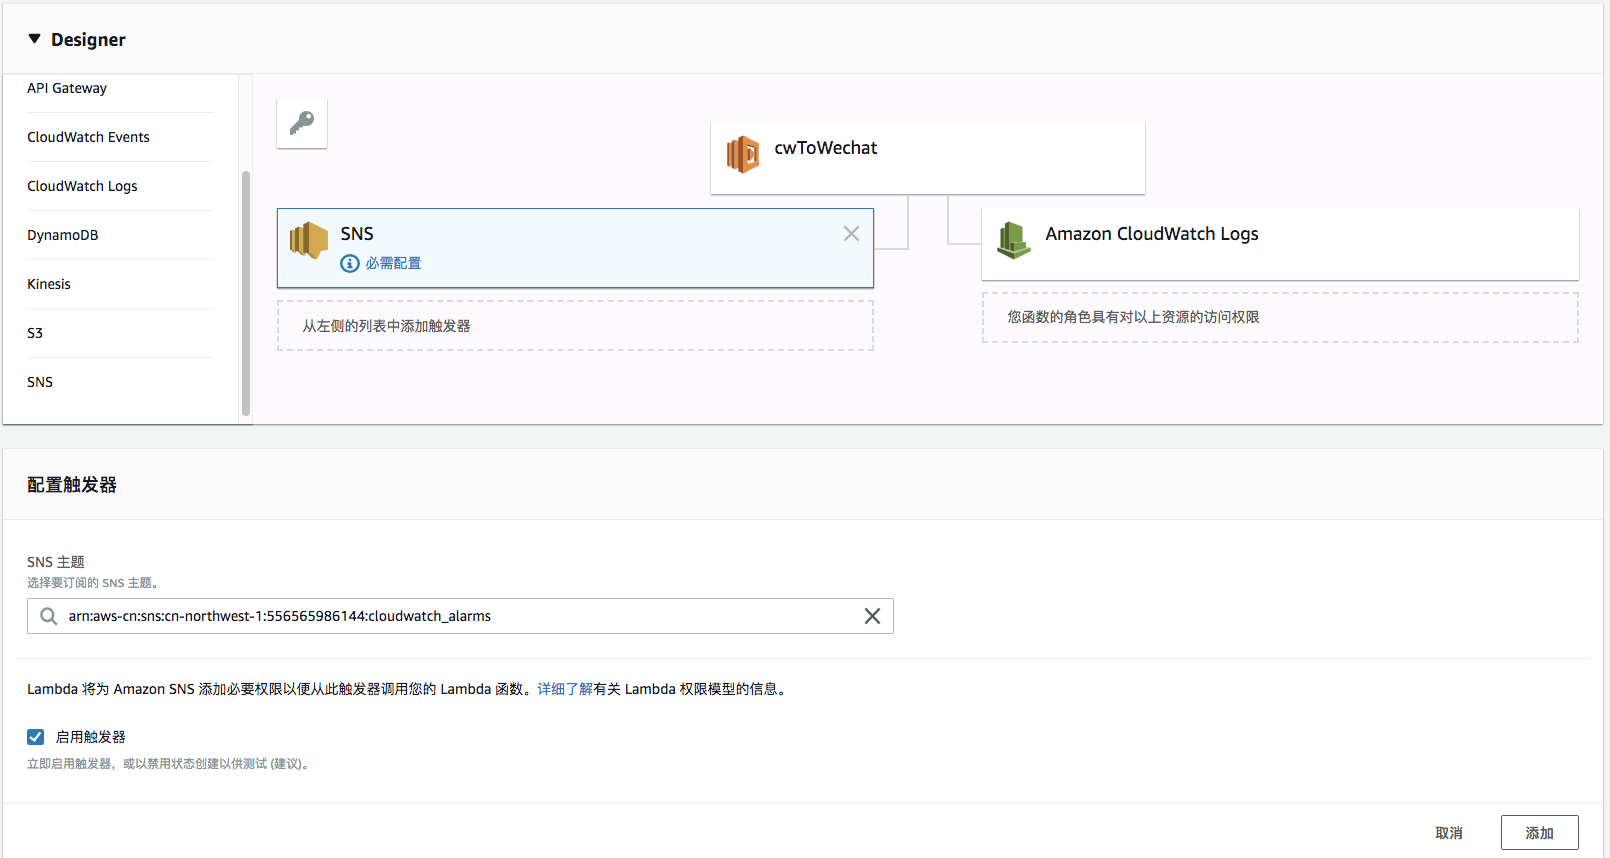 Designer
API Gateway
CloudWatch Events
CloudWatch Logs
DynamoDB
Kinesis
S3
SNS
cwToWechat
SNS
必需配置
从左侧的列表中添加触发器
Amazon CloudWatch Logs
您函数的角色具有对以上资源的访问权限
配置触发器
SNS 主题
选择要订阅的 SNS 主题。
arn:aws-cn:sns:cn-northwest-1:556565986144:cloudwatch_alarms
Lambda 将为 Amazon SNS 添加必要权限以便从此触发器调用您的 Lambda 函数。详细了解有关 Lambda 权限模型的信息。
启用触发器
立即启用触发器，或以禁用状态创建以供测试 (建议)。
取消
添加